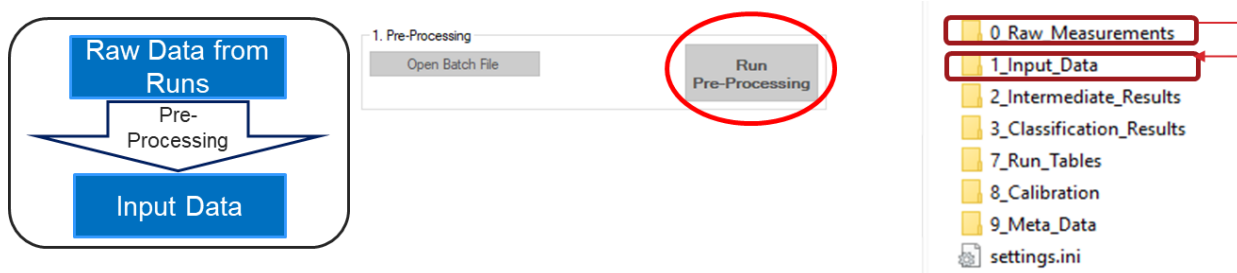 Raw Data from
Runs
Pre-
Processing
Input Data
1. Pre-Processing
Open Batch File
Run
Pre-Processing
0_Raw_Measurements
1_Input_Data
2_Intermediate_Results
3_Classification_Results
7_Run_Tables
8_Calibration
9_Meta_Data
settings.ini